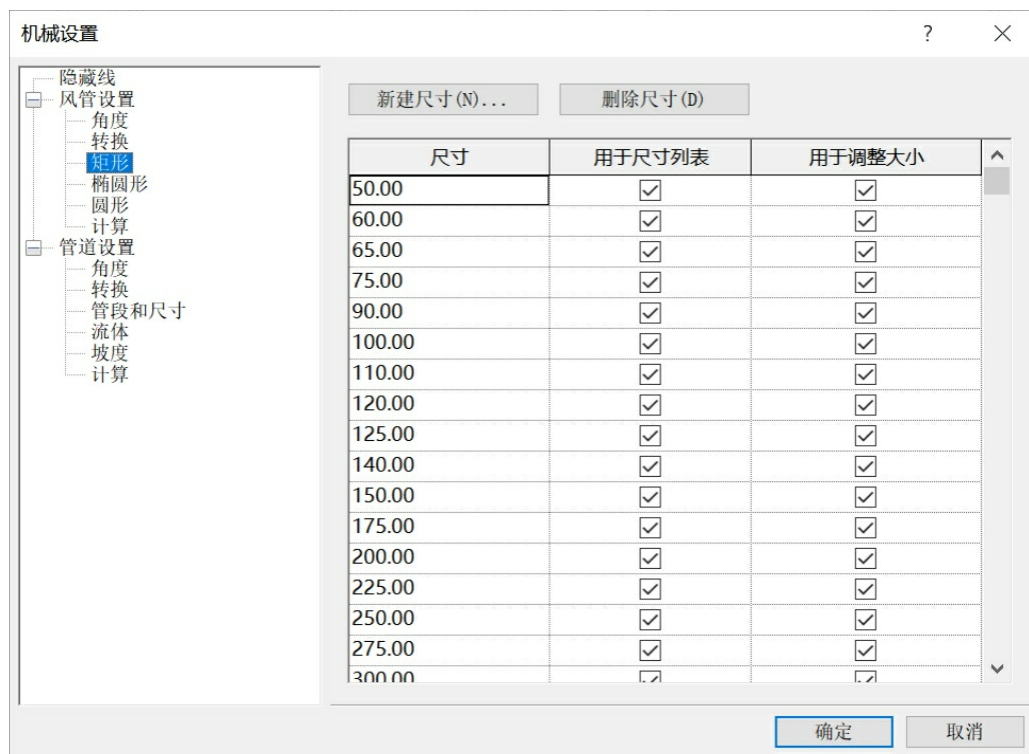 机械设置
?
隐藏线
风管设置
角度
转换
矩形
椭圆形
圆形
计算
管道设置
角度
转换
管段和尺寸
流体
坡度
计算
新建尺寸(N)...
删除尺寸(D)
尺寸 用于尺寸列表 用于调整大小
50.00
60.00
65.00
75.00
90.00
100.00
110.00
120.00
125.00
140.00
150.00
175.00
200.00
225.00
250.00
275.00
300.00
确定
取消